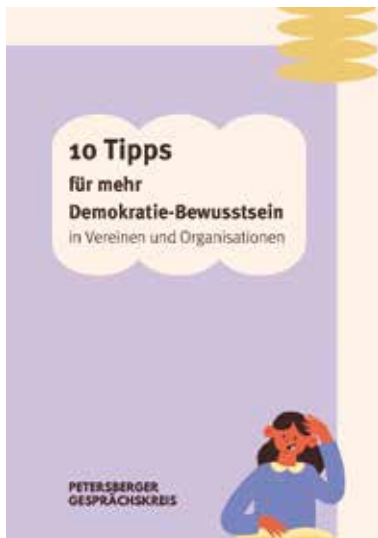 10 Tipps
für mehr
Demokratie-Bewusstsein
in Vereinen und Organisationen
PETERSBERGER
GESPRÄCHSKREIS